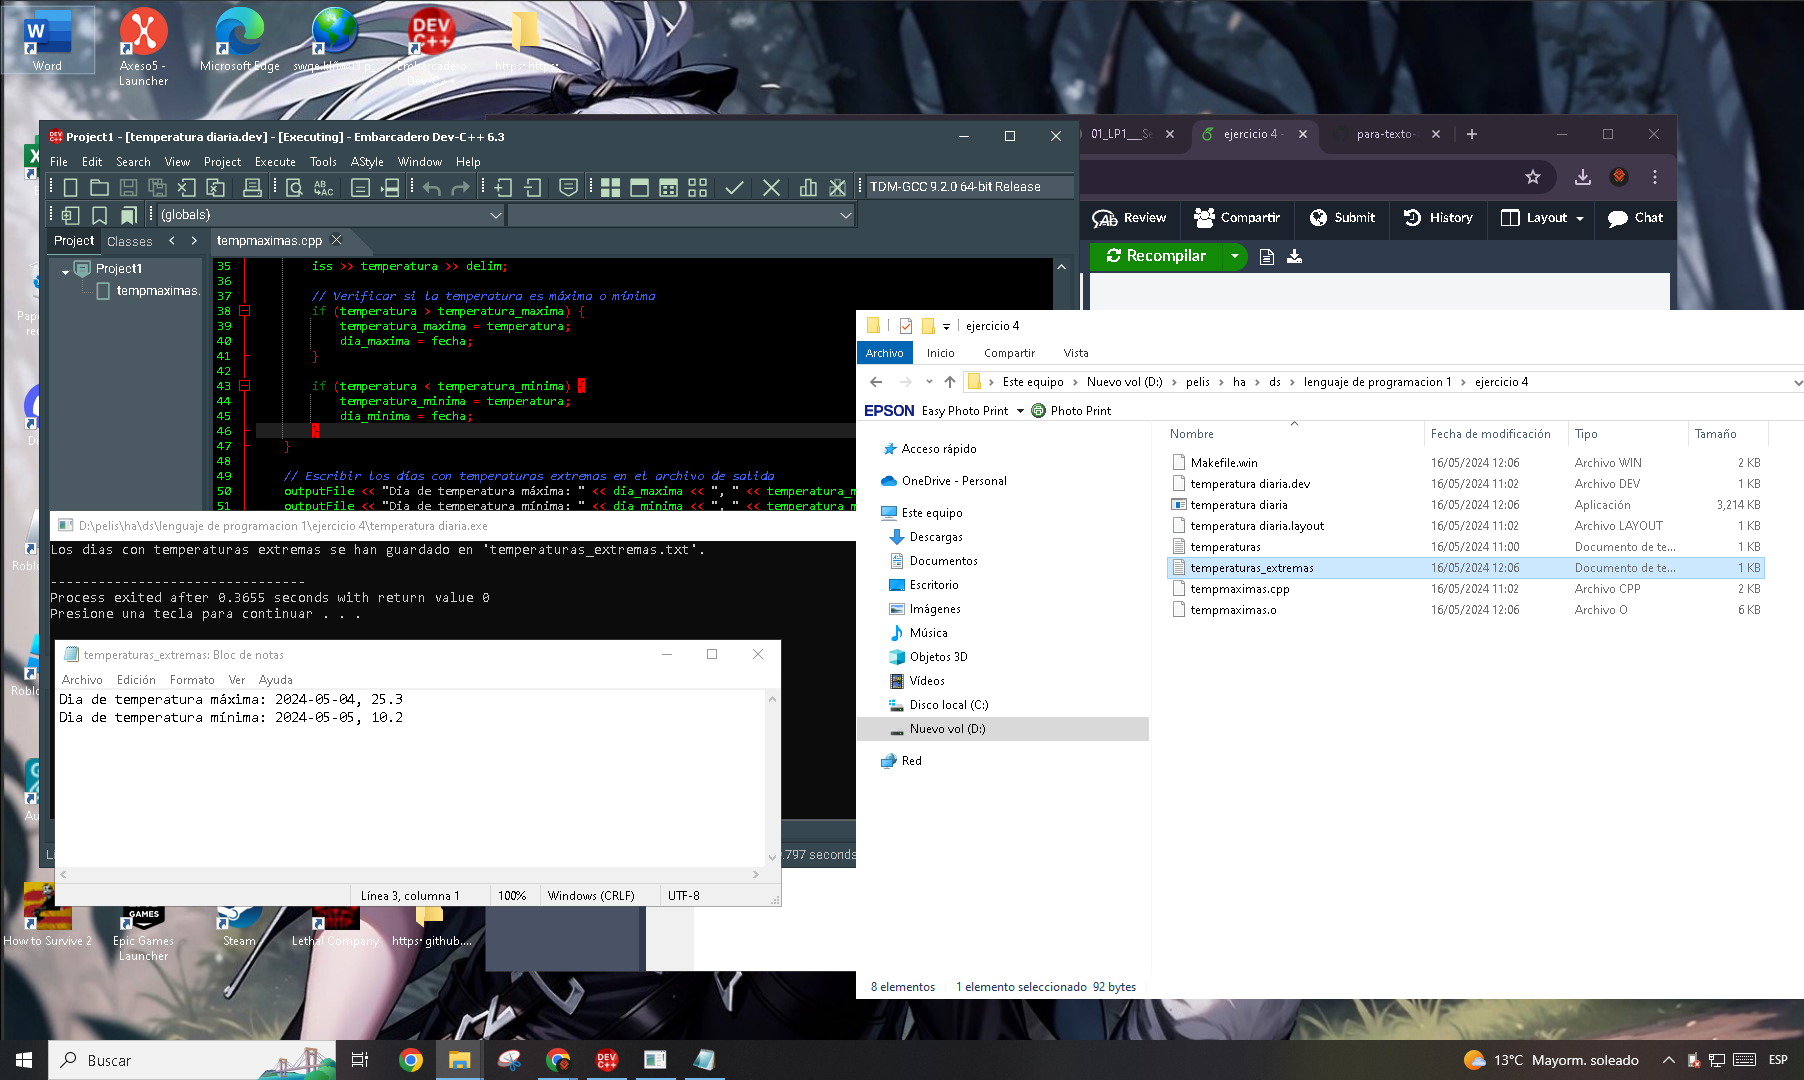 Word
Axeso5 -
Launcher
Microsoft Edge
Embarcadero
Dev-C++
https: https:
Project1 - [temperatura diaria.dev] - [Executing] - Embarcadero Dev-C++ 6.3
File Edit Search View Project Execute Tools AStyle Window Help
TDM-GCC 9.2.0 64-bit Release
(globals)
Project Classes
tempmaximas.cpp
Project1
tempmaximas.
35 iss >> temperatura >> delim;
36
37 // Verificar si la temperatura es máxima o mínima
38 if (temperatura > temperatura_maxima) {
39 temperatura_maxima = temperatura;
40 dia_maxima = fecha;
41 }
42
43 if (temperatura < temperatura_minima) {
44 temperatura_minima = temperatura;
45 dia_minima = fecha;
46 }
47 }
48
49 // Escribir los días con temperaturas extremas en el archivo de salida
50 outputFile << "Dia de temperatura máxima: " << dia_maxima << ", " << temperatura_m
51 outputFile << "Dia de temperatura mínima: " << dia_minima << ", " << temperatura_m
D:\pelis\ha\ds\lenguaje de programacion 1\ejercicio 4\temperatura diaria.exe
Los dias con temperaturas extremas se han guardado en 'temperaturas_extremas.txt'.
--------------------------------
Process exited after 0.3655 seconds with return value 0
Presione una tecla para continuar . . .
temperaturas_extremas: Bloc de notas
Archivo Edición Formato Ver Ayuda
Dia de temperatura máxima: 2024-05-04, 25.3
Dia de temperatura mínima: 2024-05-05, 10.2
Línea 3, columna 1 100% Windows (CRLF) UTF-8
.797 seconds
01_LP1___Se
ejercicio 4 -
para-texto-
Review Compartir Submit History Layout Chat
Recompilar
ejercicio 4
Archivo Inicio Compartir Vista
Este equipo > Nuevo vol (D:) > pelis > ha > ds > lenguaje de programacion 1 > ejercicio 4
EPSON Easy Photo Print Photo Print
Acceso rápido
OneDrive - Personal
Este equipo
Descargas
Documentos
Escritorio
Imágenes
Música
Objetos 3D
Vídeos
Disco local (C:)
Nuevo vol (D:)
Red
Nombre Fecha de modificación Tipo Tamaño
Makefile.win 16/05/2024 12:06 Archivo WIN 2 KB
temperatura diaria.dev 16/05/2024 11:02 Archivo DEV 1 KB
temperatura diaria 16/05/2024 12:06 Aplicación 3,214 KB
temperatura diaria.layout 16/05/2024 11:02 Archivo LAYOUT 1 KB
temperaturas 16/05/2024 11:00 Documento de te... 1 KB
temperaturas_extremas 16/05/2024 12:06 Documento de te... 1 KB
tempmaximas.cpp 16/05/2024 11:02 Archivo CPP 2 KB
tempmaximas.o 16/05/2024 12:06 Archivo O 6 KB
8 elementos 1 elemento seleccionado 92 bytes
How to Survive 2
Epic Games
Launcher
Steam
Lethal Company
https: github....
Buscar
13°C Mayorm. soleado
ESP